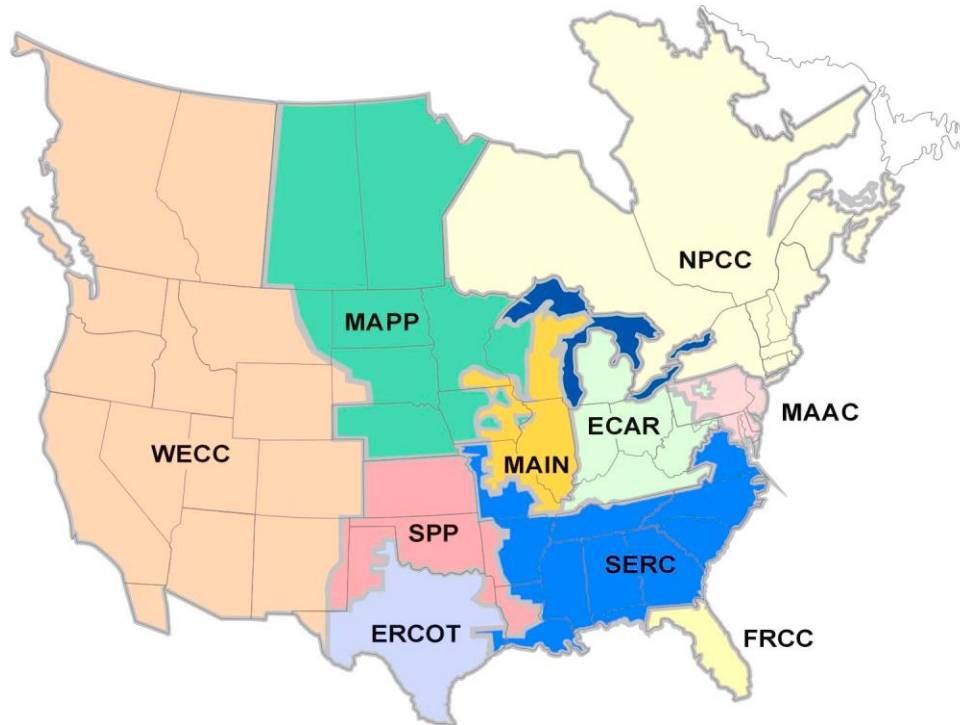 NPCC
MAPP
MAAC
ECAR
WECC
MAIN
SPP
SERC
ERCOT
FRCC